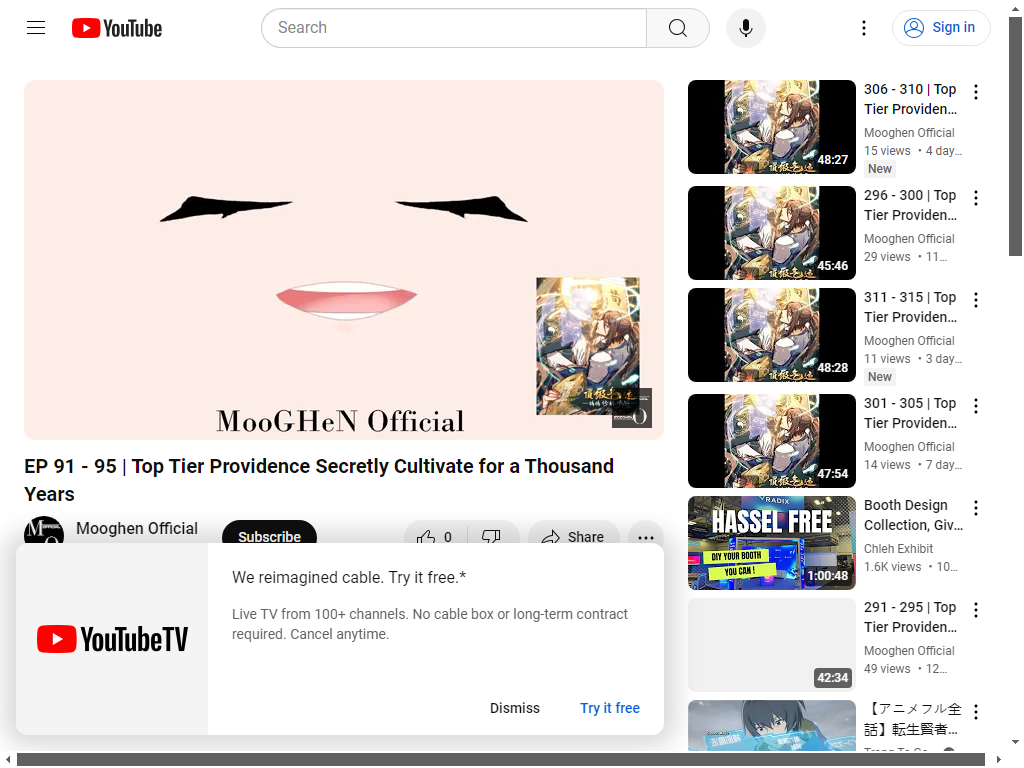 YouTube
Search
Sign in
MooGHeN Official
EP 91 - 95 | Top Tier Providence Secretly Cultivate for a Thousand
Years
Mooghen Official
Subscribe
0
Share
We reimagined cable. Try it free.*
Live TV from 100+ channels. No cable box or long-term contract
required. Cancel anytime.
YouTubeTV
Dismiss
Try it free
48:27
306 - 310 | Top
Tier Providen...
Mooghen Official
15 views • 4 day...
New
45:46
296 - 300 | Top
Tier Providen...
Mooghen Official
29 views • 11...
48:28
311 - 315 | Top
Tier Providen...
Mooghen Official
11 views • 3 day...
New
47:54
301 - 305 | Top
Tier Providen...
Mooghen Official
14 views • 7 day...
HASSEL FREE
DIY YOUR BOOTH
YOU CAN !
1:00:48
Booth Design
Collection, Giv...
Chleh Exhibit
1.6K views • 10...
42:34
291 - 295 | Top
Tier Providen...
Mooghen Official
49 views • 12...
【アニメフル全
話】転生賢者...